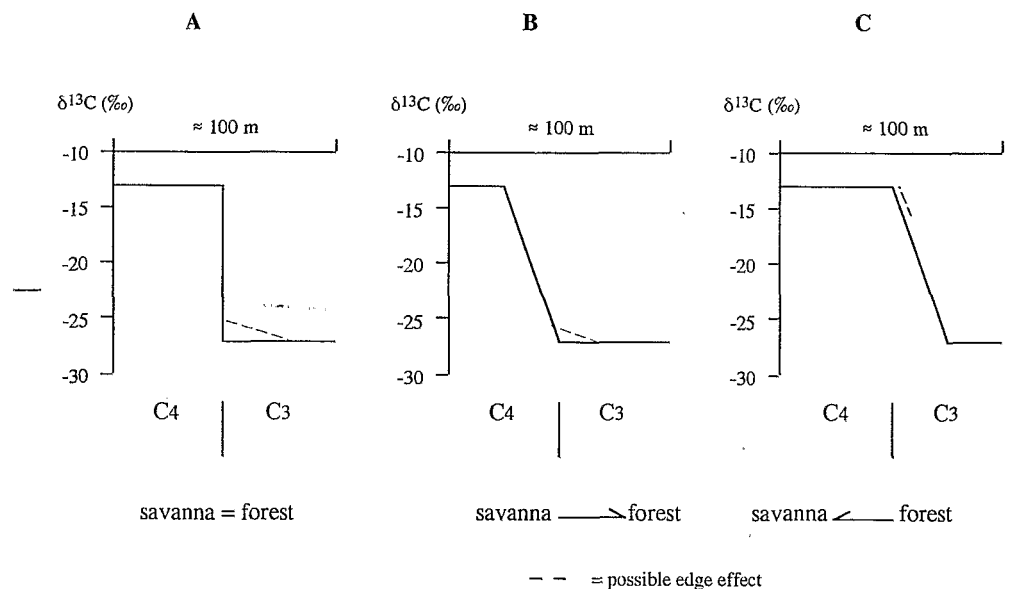 A B C
δ13C (‰) δ13C (‰) δ13C (‰)
≈ 100 m ≈ 100 m ≈ 100 m
-10 -10 -10
-15 -15 -15
-20 -20 -20
-25 -25 -25
-30 -30 -30
C4 C3 C4 C3 C4 C3
savanna = forest savanna forest savanna forest
= possible edge effect